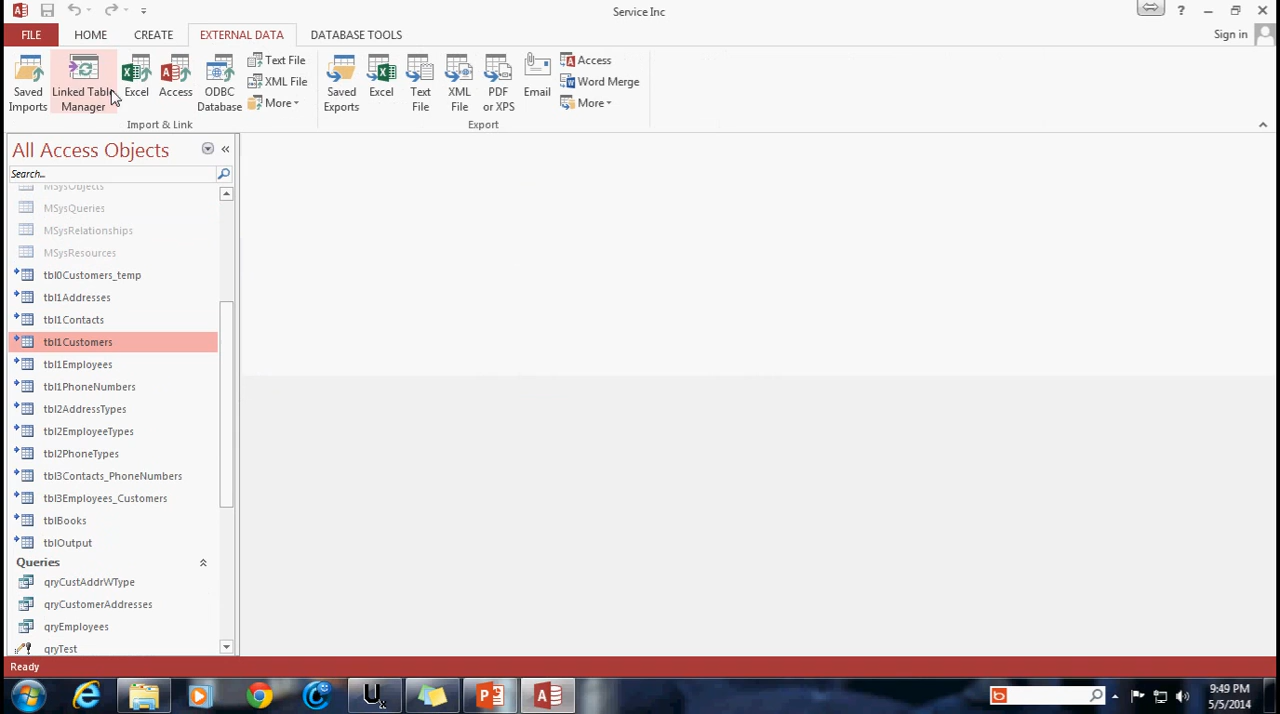 Service Inc
FILE HOME CREATE EXTERNAL DATA DATABASE TOOLS Sign in
Saved Imports
Linked Table Manager
Excel
Access
ODBC Database
Text File
XML File
More
Import & Link
Saved Exports
Excel
Text File
XML File
PDF or XPS
Email
Access
Word Merge
More
Export
All Access Objects
Search...
MSysObjects
MSysQueries
MSysRelationships
MSysResources
tbl0Customers_temp
tbl1Addresses
tbl1Contacts
tbl1Customers
tbl1Employees
tbl1PhoneNumbers
tbl2AddressTypes
tbl2EmployeeTypes
tbl2PhoneTypes
tbl3Contacts_PhoneNumbers
tbl3Employees_Customers
tblBooks
tblOutput
Queries
qryCustAddrWType
qryCustomerAddresses
qryEmployees
qryTest
Ready
9:49 PM
5/5/2014